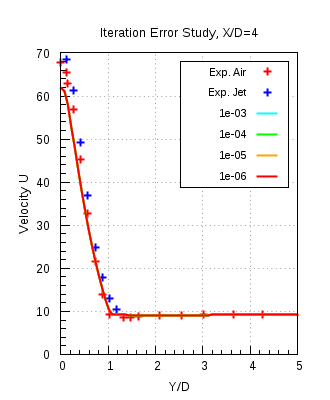 Iteration Error Study, X/D=4
70
60
50
40
30
20
10
0
Velocity U
Exp. Air
Exp. Jet
1e-03
1e-04
1e-05
1e-06
0 1 2 3 4 5
Y/D